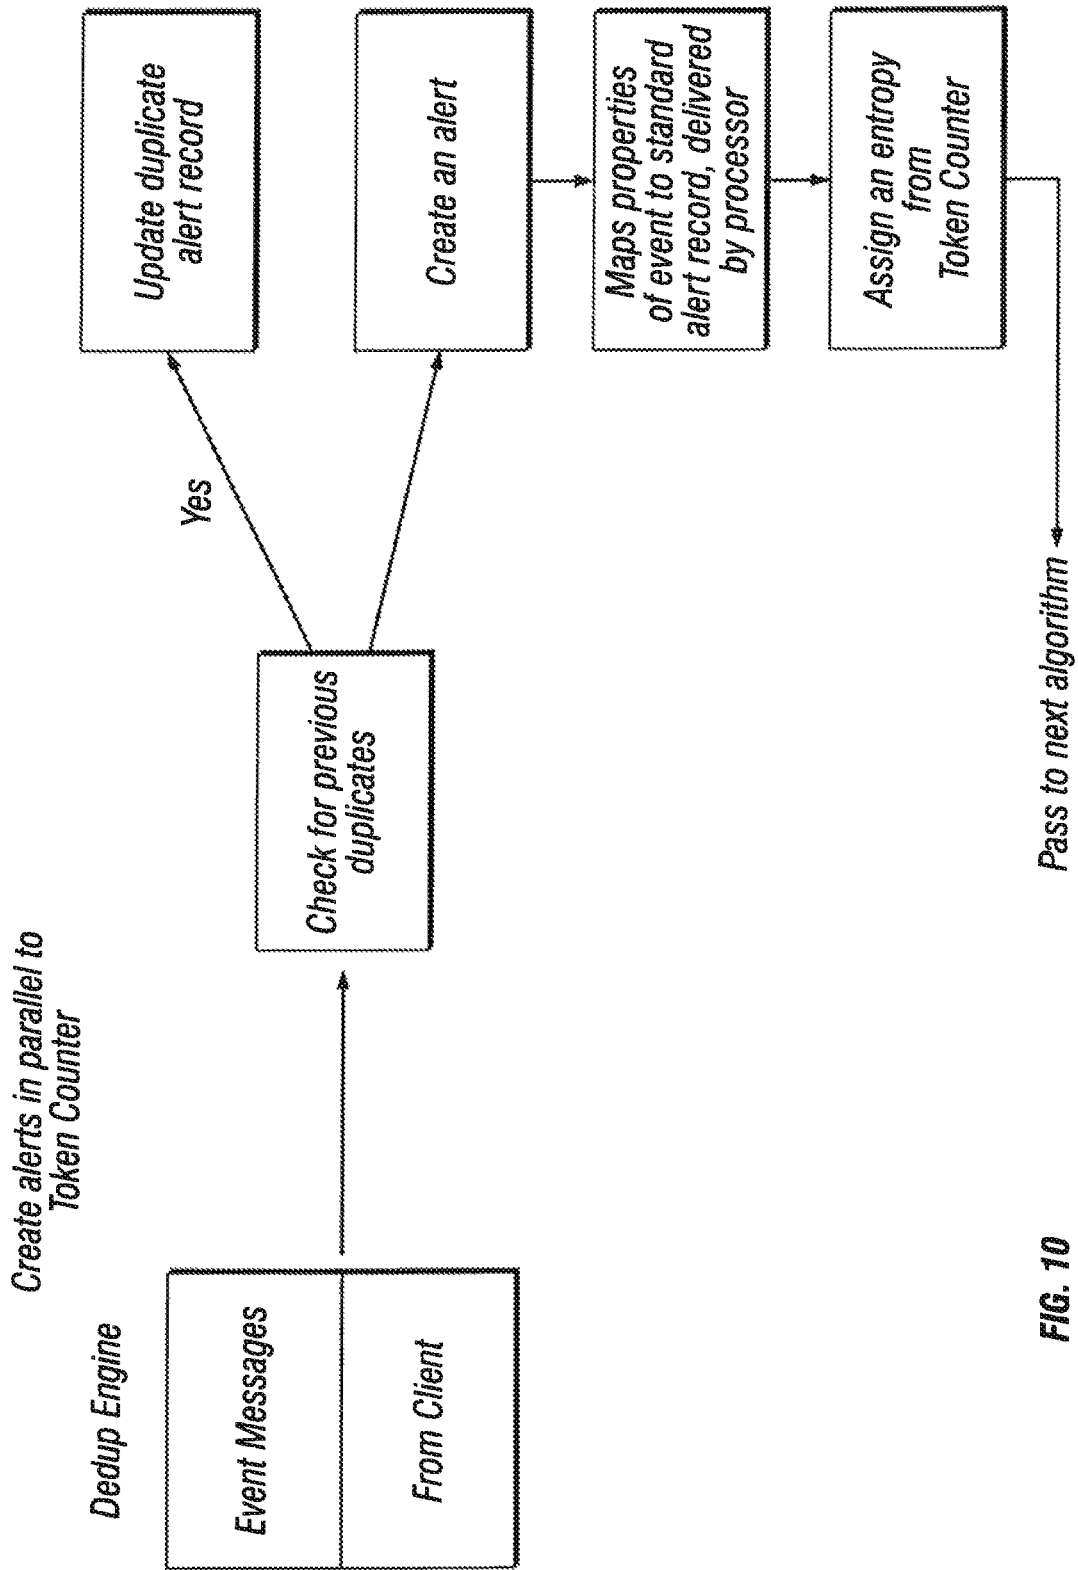 Create alerts in parallel to
Token Counter
Dedup Engine
Event Messages
From Client
Check for previous
duplicates
Yes
Update duplicate
alert record
Create an alert
Maps properties
of event to standard
alert record, delivered
by processor
Assign an entropy
from
Token Counter
Pass to next algorithm
FIG. 10